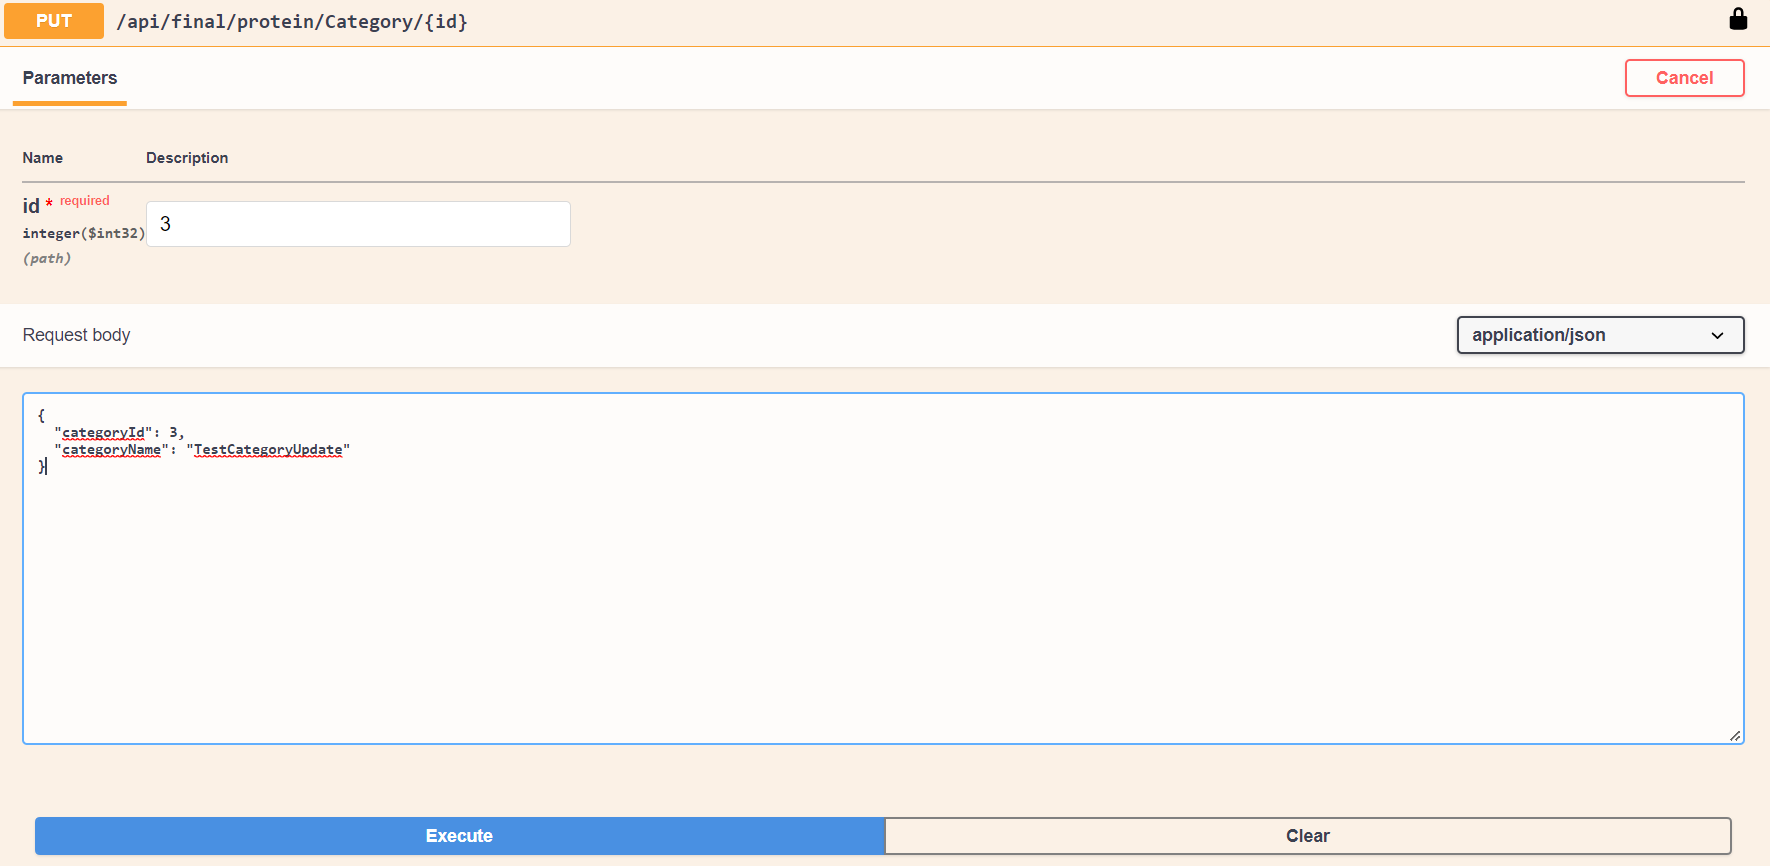 PUT /api/final/protein/Category/{id}
Parameters
Cancel
Name Description
id * required
integer($int32)
(path)
3
Request body
application/json
{
  "categoryId": 3,
  "categoryName": "TestCategoryUpdate"
}
Execute
Clear